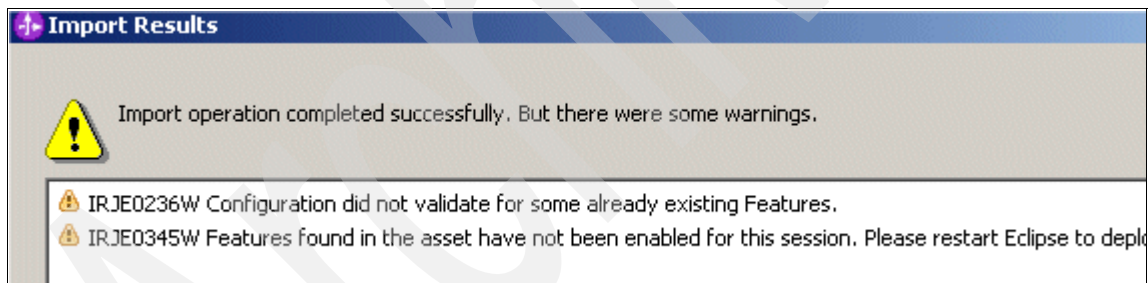 Import Results
Import operation completed successfully. But there were some warnings.
IRJE0236W Configuration did not validate for some already existing Features.
IRJE0345W Features found in the asset have not been enabled for this session. Please restart Eclipse to